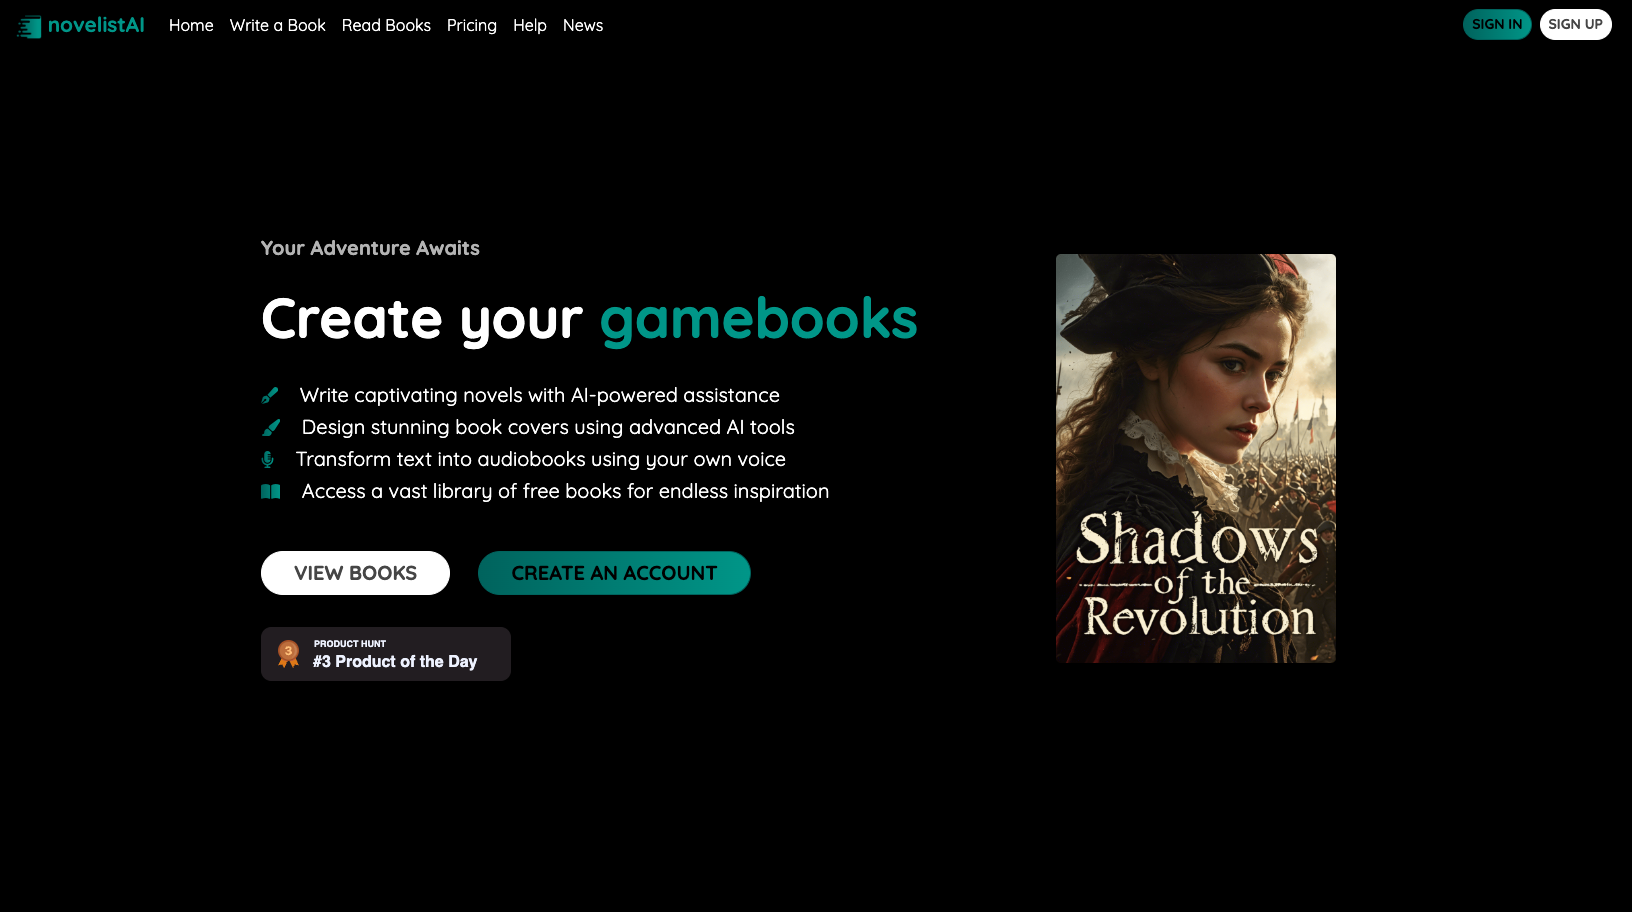 novelistAI
Home
Write a Book
Read Books
Pricing
Help
News
SIGN IN
SIGN UP
Your Adventure Awaits
Create your gamebooks
Write captivating novels with AI-powered assistance
Design stunning book covers using advanced AI tools
Transform text into audiobooks using your own voice
Access a vast library of free books for endless inspiration
VIEW BOOKS
CREATE AN ACCOUNT
3
PRODUCT HUNT
#3 Product of the Day
Shadows
of the
Revolution